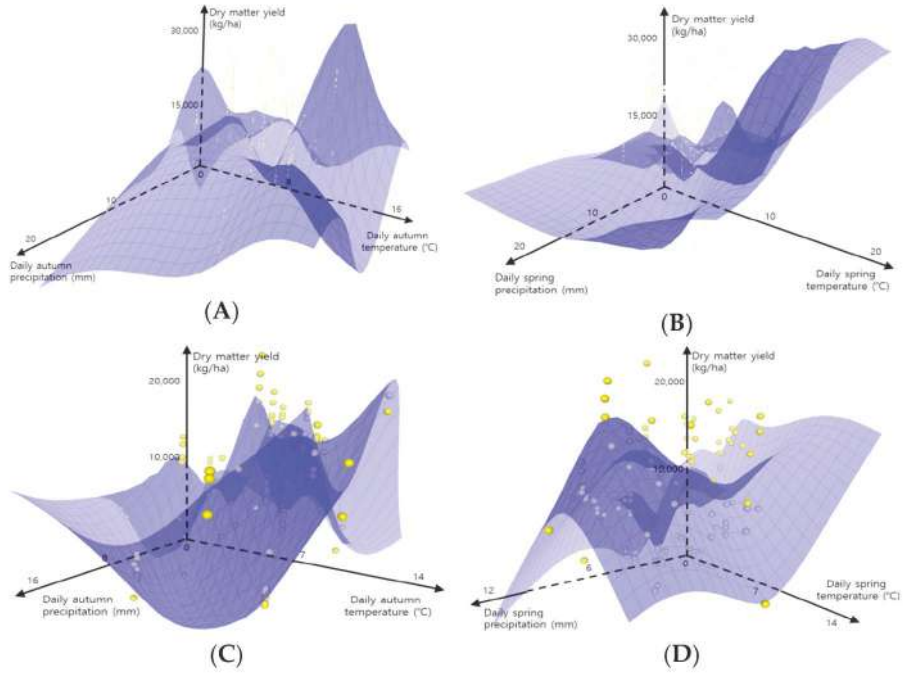 Dry matter yield
(kg/ha)
30,000
15,000
0
8
16
10
20
Daily autumn
temperature (℃)
Daily autumn
precipitation (mm)
(A)
Dry matter yield
(kg/ha)
30,000
15,000
0
10
20
10
20
Daily spring
precipitation (mm)
Daily spring
temperature (℃)
(B)
Dry matter yield
(kg/ha)
20,000
10,000
0
8
16
7
14
Daily autumn
precipitation (mm)
Daily autumn
temperature (℃)
(C)
Dry matter yield
(kg/ha)
20,000
10,000
0
6
12
7
14
Daily spring
precipitation (mm)
Daily spring
temperature (℃)
(D)